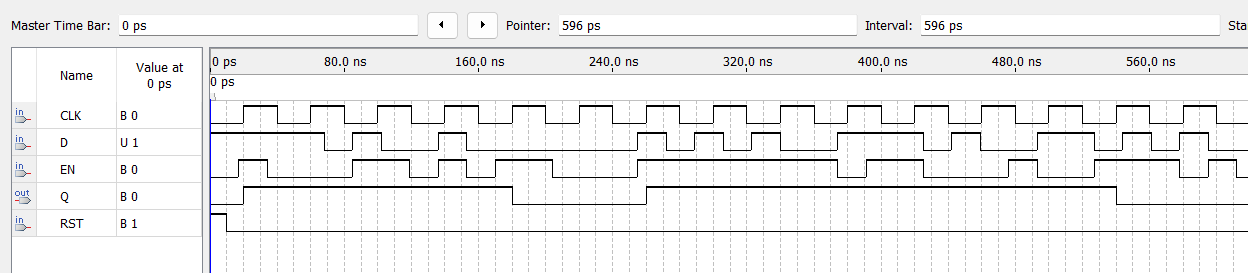 Master Time Bar: 0 ps Pointer: 596 ps Interval: 596 ps Sta
Name Value at 0 ps
0 ps 80.0 ns 160.0 ns 240.0 ns 320.0 ns 400.0 ns 480.0 ns 560.0 ns
0 ps
in CLK B 0
in D U 1
in EN B 0
out Q B 0
in RST B 1